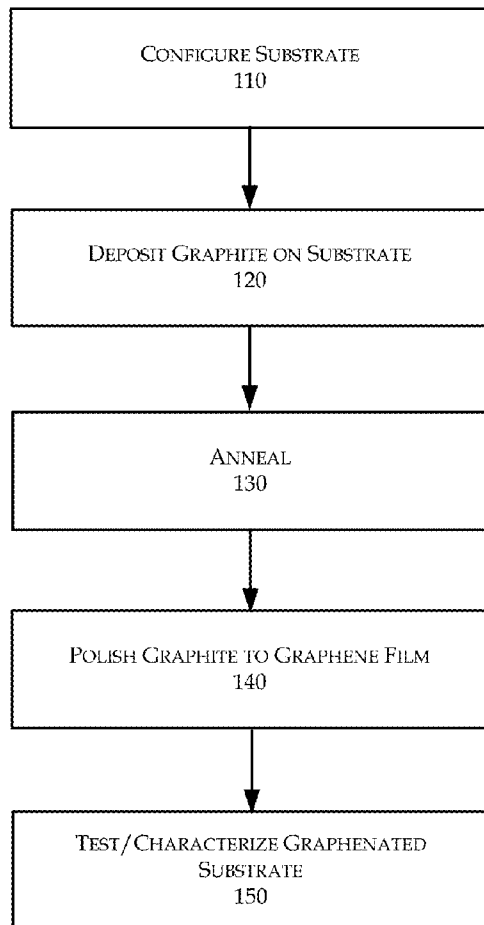 CONFIGURE SUBSTRATE
110
DEPOSIT GRAPHITE ON SUBSTRATE
120
ANNEAL
130
POLISH GRAPHITE TO GRAPHENE FILM
140
TEST/CHARACTERIZE GRAPHENATED
SUBSTRATE
150